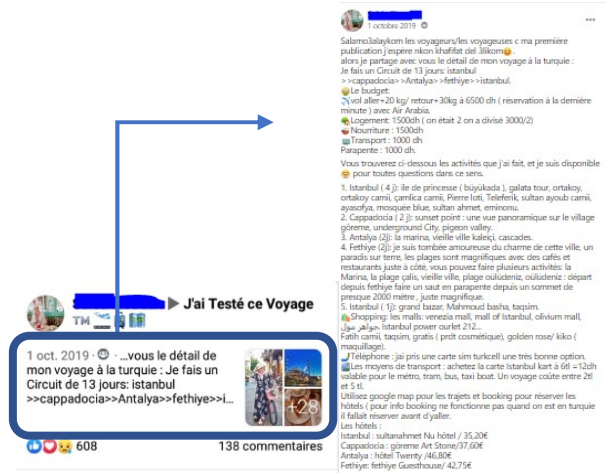 1 octobre 2019
Salamo3alaykom les voyageurs/les voyageuses c ma première
publication j'espère nkon khafifat del 3likom.
alors je partage avec vous le détail de mon voyage à la turquie :
Je fais un Circuit de 13 jours: istanbul
>>cappadocia>>Antalya>>fethiye>>istanbul.
Le budget:
vol aller+20 kg/ retour+30kg à 6500 dh ( réservation à la dernière
minute ) avec Air Arabia.
Logement: 1500dh ( on était 2 on a divisé 3000/2)
Nourriture : 1500dh
Transport : 1000 dh
Parapente : 1000 dh.
Vous trouverez ci-dessous les activités que j'ai fait, et je suis disponible
pour toutes questions dans ce sens.
1. Istanbul ( 4 j): ile de princesse ( büyükada ), galata tour, ortakoy,
ortakoy camii, çamlica camii, Pierre loti, Teleferik, sultan ayoub camii,
ayasofya, mosquée blue, sultan ahmet, eminonu.
2. Cappadocia ( 2 j): sunset point : une vue panoramique sur le village
göreme, underground City, pigeon valley.
3. Antalya (2j): la marina, vieille ville kaleiçi, cascades.
4. Fethiye (2j): je suis tombée amoureuse du charme de cette ville, un
paradis sur terre, les plages sont magnifiques avec des cafés et
restaurants juste à côté, vous pouvez faire plusieurs activités: la
Marina, la plage çalis, vieille ville, plage oülüdeniz, oülüdeniz : départ
depuis fethiye faire un saut en parapente depuis un sommet de
presque 2000 mètre , juste magnifique.
5. Istanbul ( 1j): grand bazar, Mahmoud basha, taqsim.
Shopping: les malls: venezia mall, mall of Istanbul, olivium mall,
جواهر مول, Istanbul power ourlet 212...
Fatih camii, taqsim, gratis ( prdt cosmétique), golden rose/ kiko (
maquillage).
Téléphone : jai pris une carte sim turkcell une très bonne option.
Les moyens de transport : achetez la carte Istanbul kart à 6tl =12dh
valable pour le métro, tram, bus, taxi boat. Un voyage coûte entre 2tl
et 5 tl.
Utilisez google map pour les trajets et booking pour réserver les
hôtels ( pour info booking ne fonctionne pas quand on est en turquie
il fallait réserver avant d'yaller.
Les hôtels :
Istanbul : sultanahmet Nu hôtel / 35,20€
Cappadocia : göreme Art Stone/37,60€
Antalya : hôtel Twenty /46,80€
Fethiye: fethiye Guesthouse/ 42,75€
J'ai Testé ce Voyage
TM
1 oct. 2019 · ...vous le détail de
mon voyage à la turquie : Je fais un
Circuit de 13 jours: istanbul
>>cappadocia>>Antalya>>fethiye>>i...
+28
608 138 commentaires